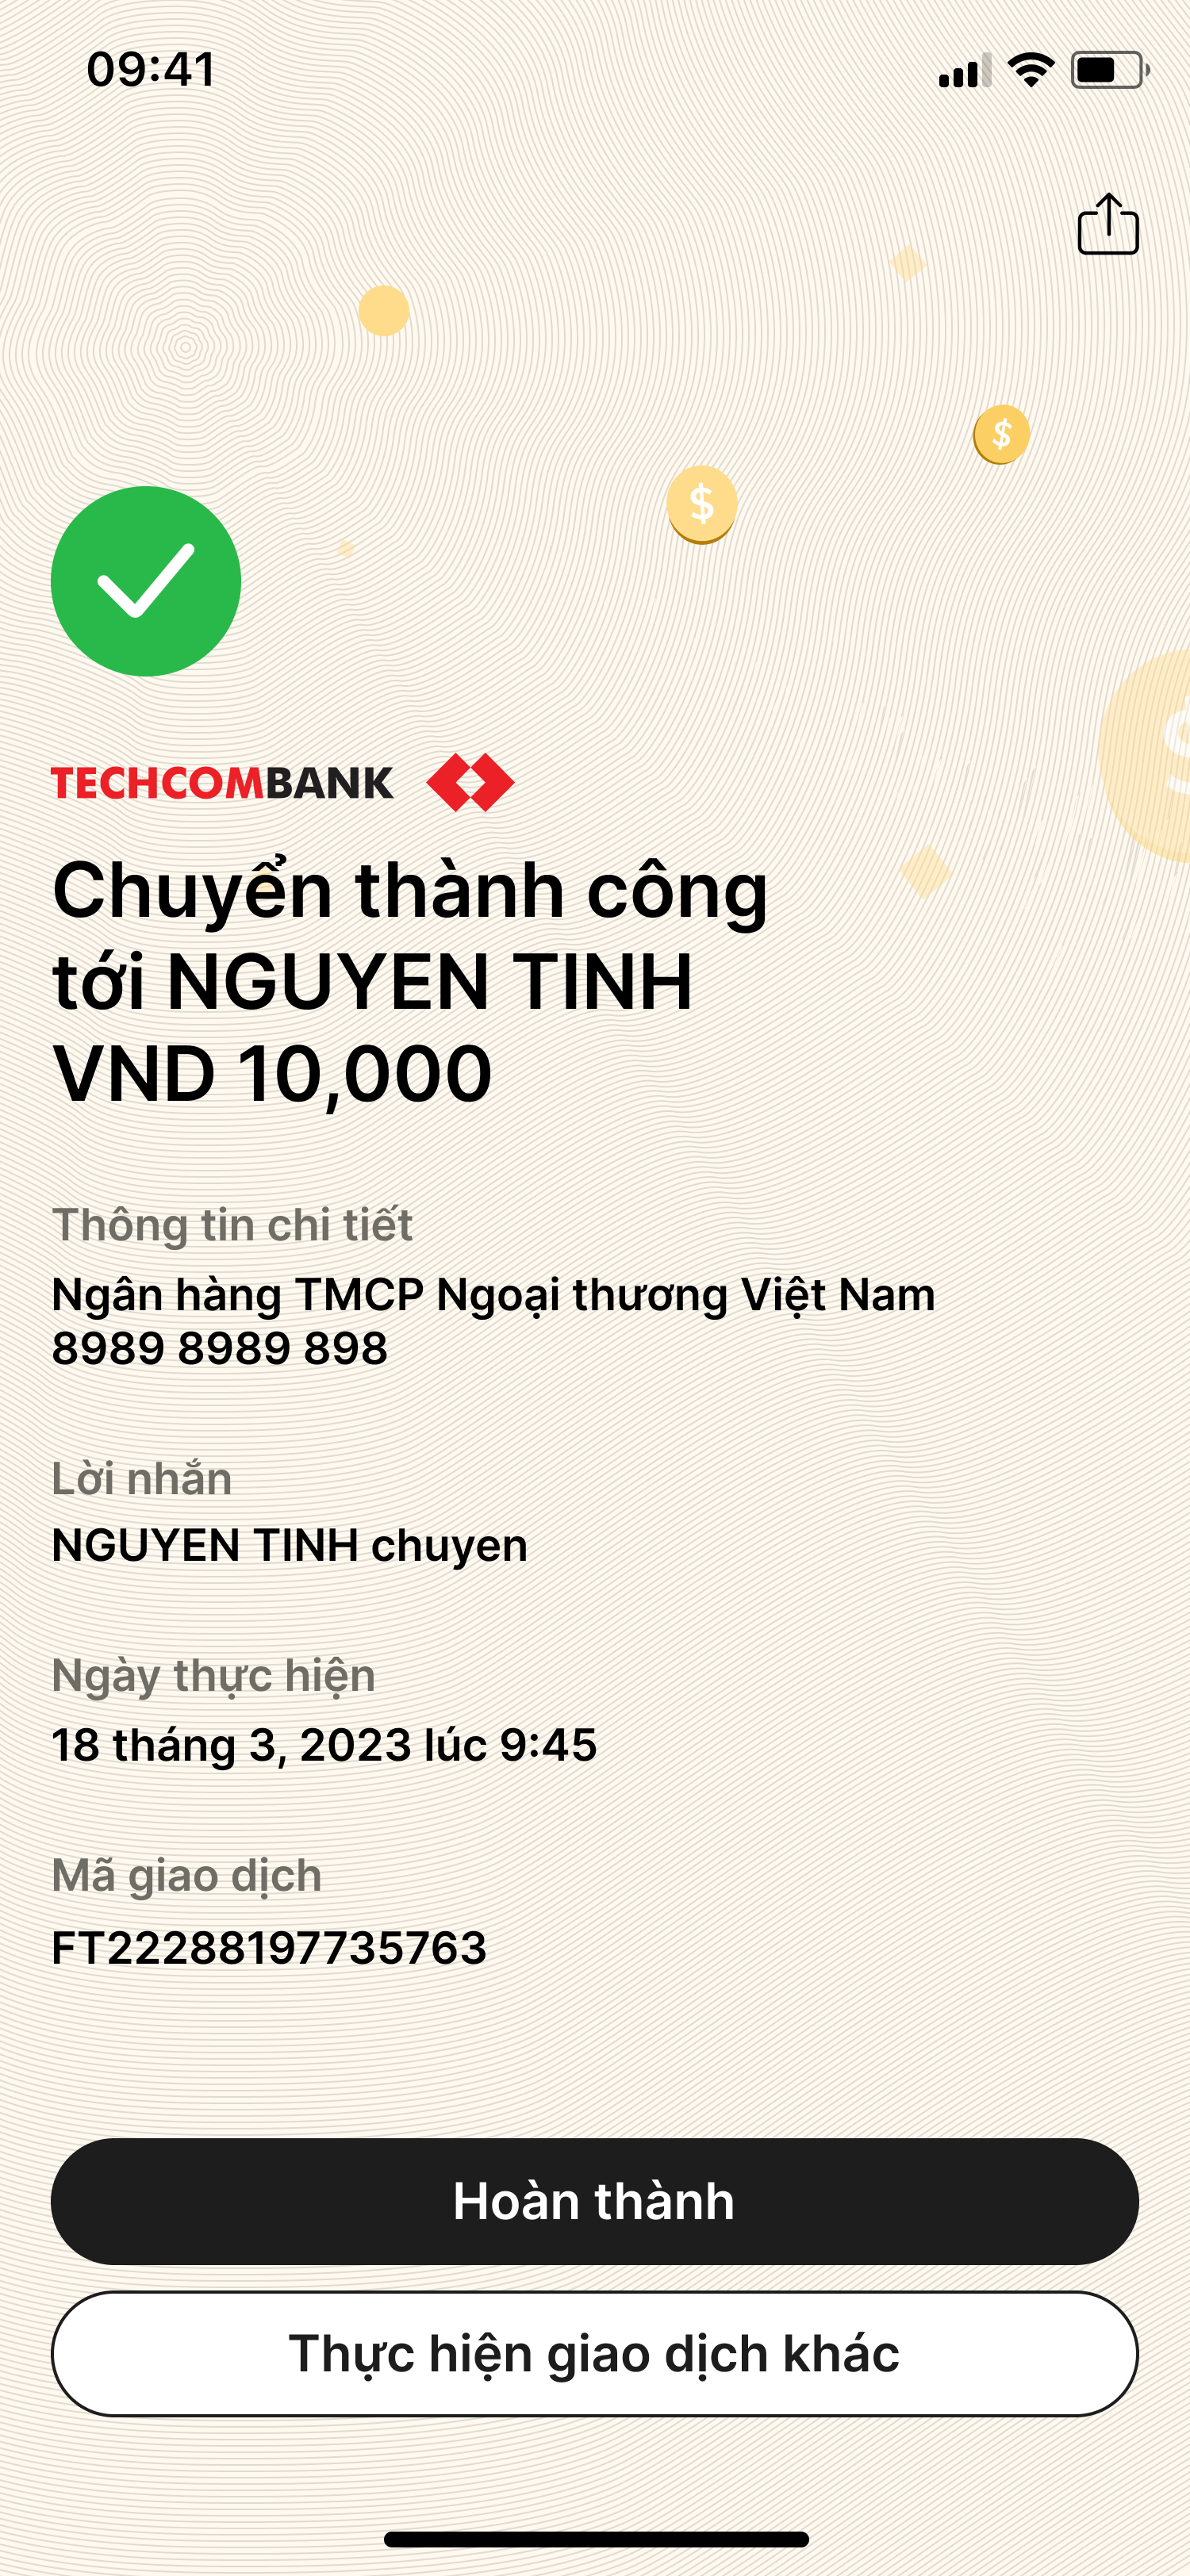 09:41
$
$
$
TECHCOMBANK
Chuyển thành công
tới NGUYEN TINH
VND 10,000
Thông tin chi tiết
Ngân hàng TMCP Ngoại thương Việt Nam
8989 8989 898
Lời nhắn
NGUYEN TINH chuyen
Ngày thực hiện
18 tháng 3, 2023 lúc 9:45
Mã giao dịch
FT22288197735763
Hoàn thành
Thực hiện giao dịch khác